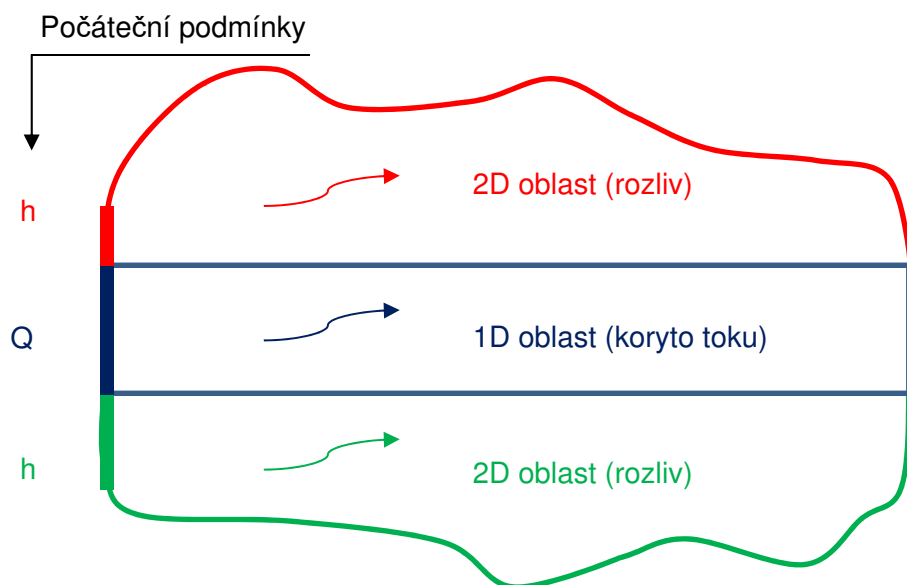 Počáteční podmínky
h
2D oblast (rozliv)
Q
1D oblast (koryto toku)
h
2D oblast (rozliv)